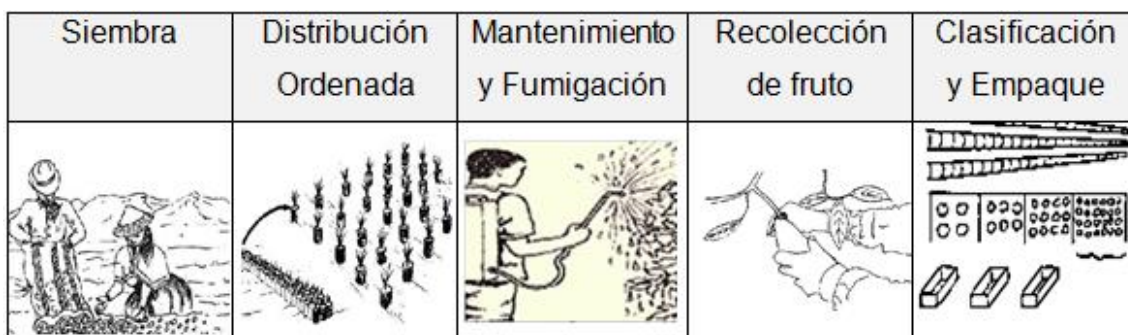 Siembra
Distribución
Ordenada
Mantenimiento
y Fumigación
Recolección
de fruto
Clasificación
y Empaque